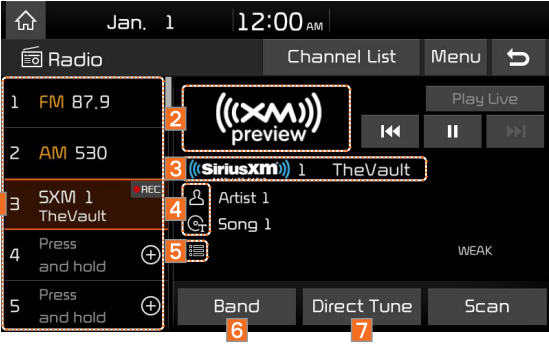 Jan. 1 12:00 AM
Radio Channel List Menu
1 FM 87.9
2 AM 530
3 SXM 1 REC
TheVault
4 Press
and hold
5 Press
and hold
2
((XM))
preview
Play Live
3 ((SiriusXM)) 1 TheVault
4 Artist 1
Song 1
5
WEAK
Band Direct Tune Scan
6 7